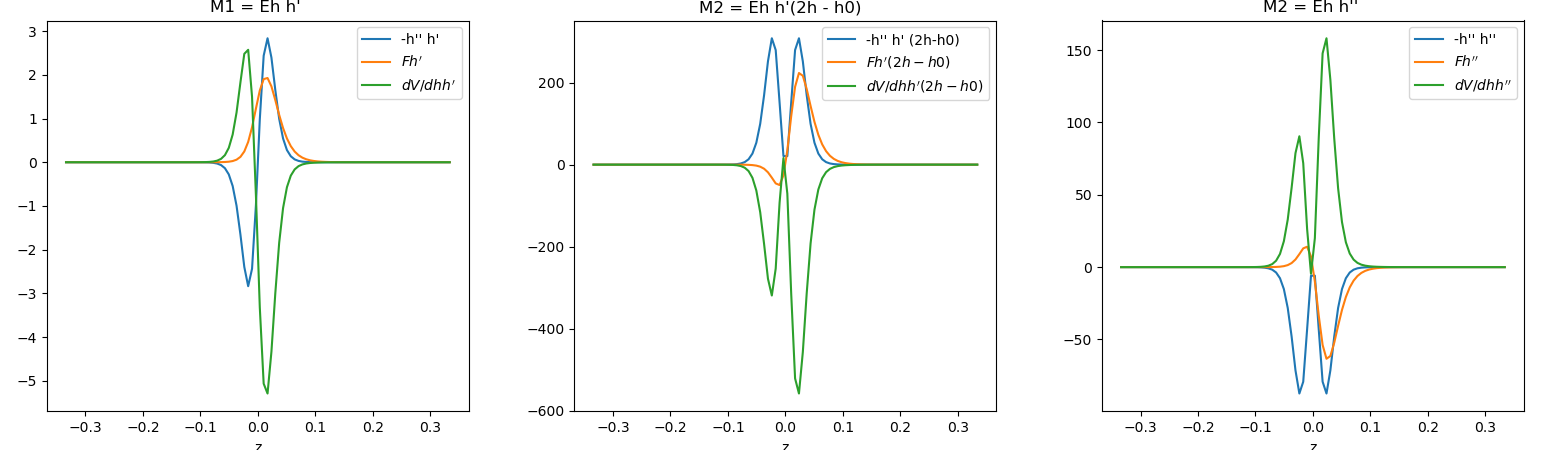 M1 = Eh h'
3
2
1
0
−1
−2
−3
−4
−5
−0.3 −0.2 −0.1 0.0 0.1 0.2 0.3
z
-h'' h'
Fh′
dV/dhh′
M2 = Eh h'(2h - h0)
200
0
−200
−400
−600
−0.3 −0.2 −0.1 0.0 0.1 0.2 0.3
z
-h'' h' (2h-h0)
Fh′(2h − h0)
dV/dhh′(2h − h0)
M2 = Eh h''
150
100
50
0
−50
−0.3 −0.2 −0.1 0.0 0.1 0.2 0.3
z
-h'' h''
Fh′′
dV/dhh′′